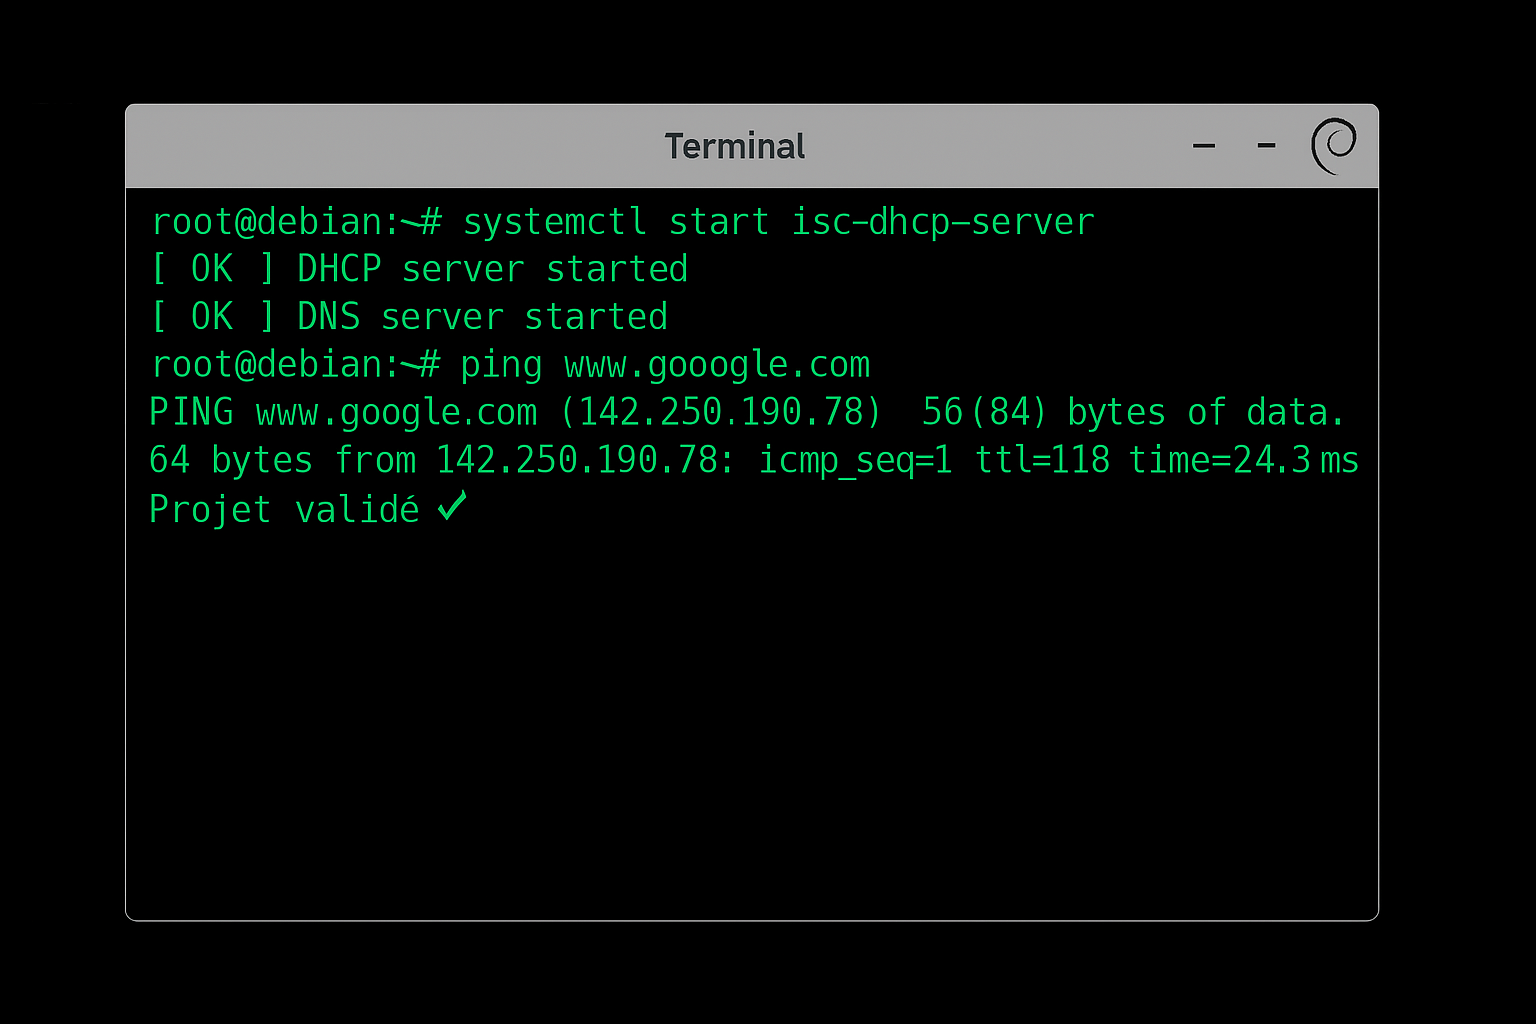 Terminal
root@debian:~# systemctl start isc-dhcp-server
[ OK ] DHCP server started
[ OK ] DNS server started
root@debian:~# ping www.gooogle.com
PING www.google.com (142.250.190.78) 56(84) bytes of data.
64 bytes from 142.250.190.78: icmp_seq=1 ttl=118 time=24.3 ms
Projet validé ✓